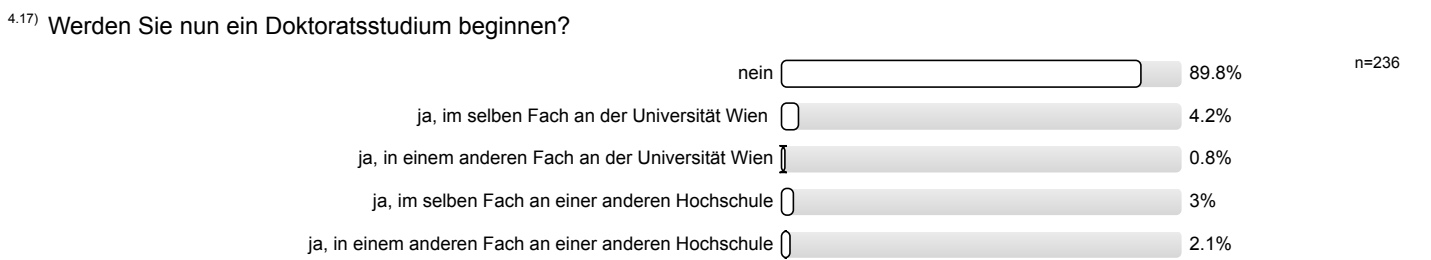 4.17) Werden Sie nun ein Doktoratsstudium beginnen?
nein 89.8% n=236
ja, im selben Fach an der Universität Wien 4.2%
ja, in einem anderen Fach an der Universität Wien 0.8%
ja, im selben Fach an einer anderen Hochschule 3%
ja, in einem anderen Fach an einer anderen Hochschule 2.1%